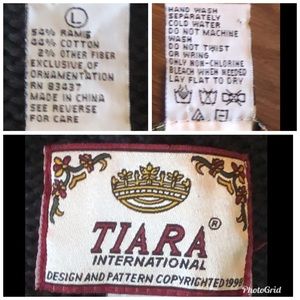 L
54% RAMIE
44% COTTON
2% OTHER FIBER
EXCLUSIVE OF
ORNAMENTATION
RN 83437
MADE IN CHINA
SEE REVERSE
FOR CARE
HAND WASH
SEPARATELY
COLD WATER
DO NOT MACHINE
WASH
DO NOT TWIST
OR WRING
ONLY NON-CHLORINE
BLEACH WHEN NEEDED
LAY FLAT TO DRY
TIARA®
INTERNATIONAL
DESIGN AND PATTERN COPYRIGHTED 1999
PhotoGrid